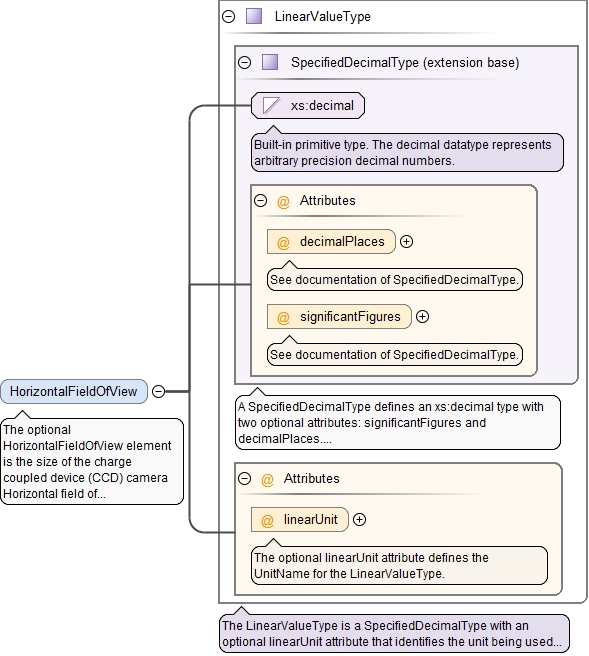 LinearValueType
SpecifiedDecimalType (extension base)
xs:decimal
Built-in primitive type. The decimal datatype represents
arbitrary precision decimal numbers.
@ Attributes
@ decimalPlaces
See documentation of SpecifiedDecimalType.
@ significantFigures
See documentation of SpecifiedDecimalType.
HorizontalFieldOfView
The optional
HorizontalFieldOfView element
is the size of the charge
coupled device (CCD) camera
Horizontal field of...
A SpecifiedDecimalType defines an xs:decimal type with
two optional attributes: significantFigures and
decimalPlaces....
@ Attributes
@ linearUnit
The optional linearUnit attribute defines the
UnitName for the LinearValueType.
The LinearValueType is a SpecifiedDecimalType with an
optional linearUnit attribute that identifies the unit being used...